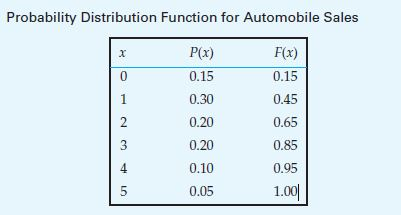 Probability Distribution Function for Automobile Sales
x P(x) F(x)
0 0.15 0.15
1 0.30 0.45
2 0.20 0.65
3 0.20 0.85
4 0.10 0.95
5 0.05 1.00